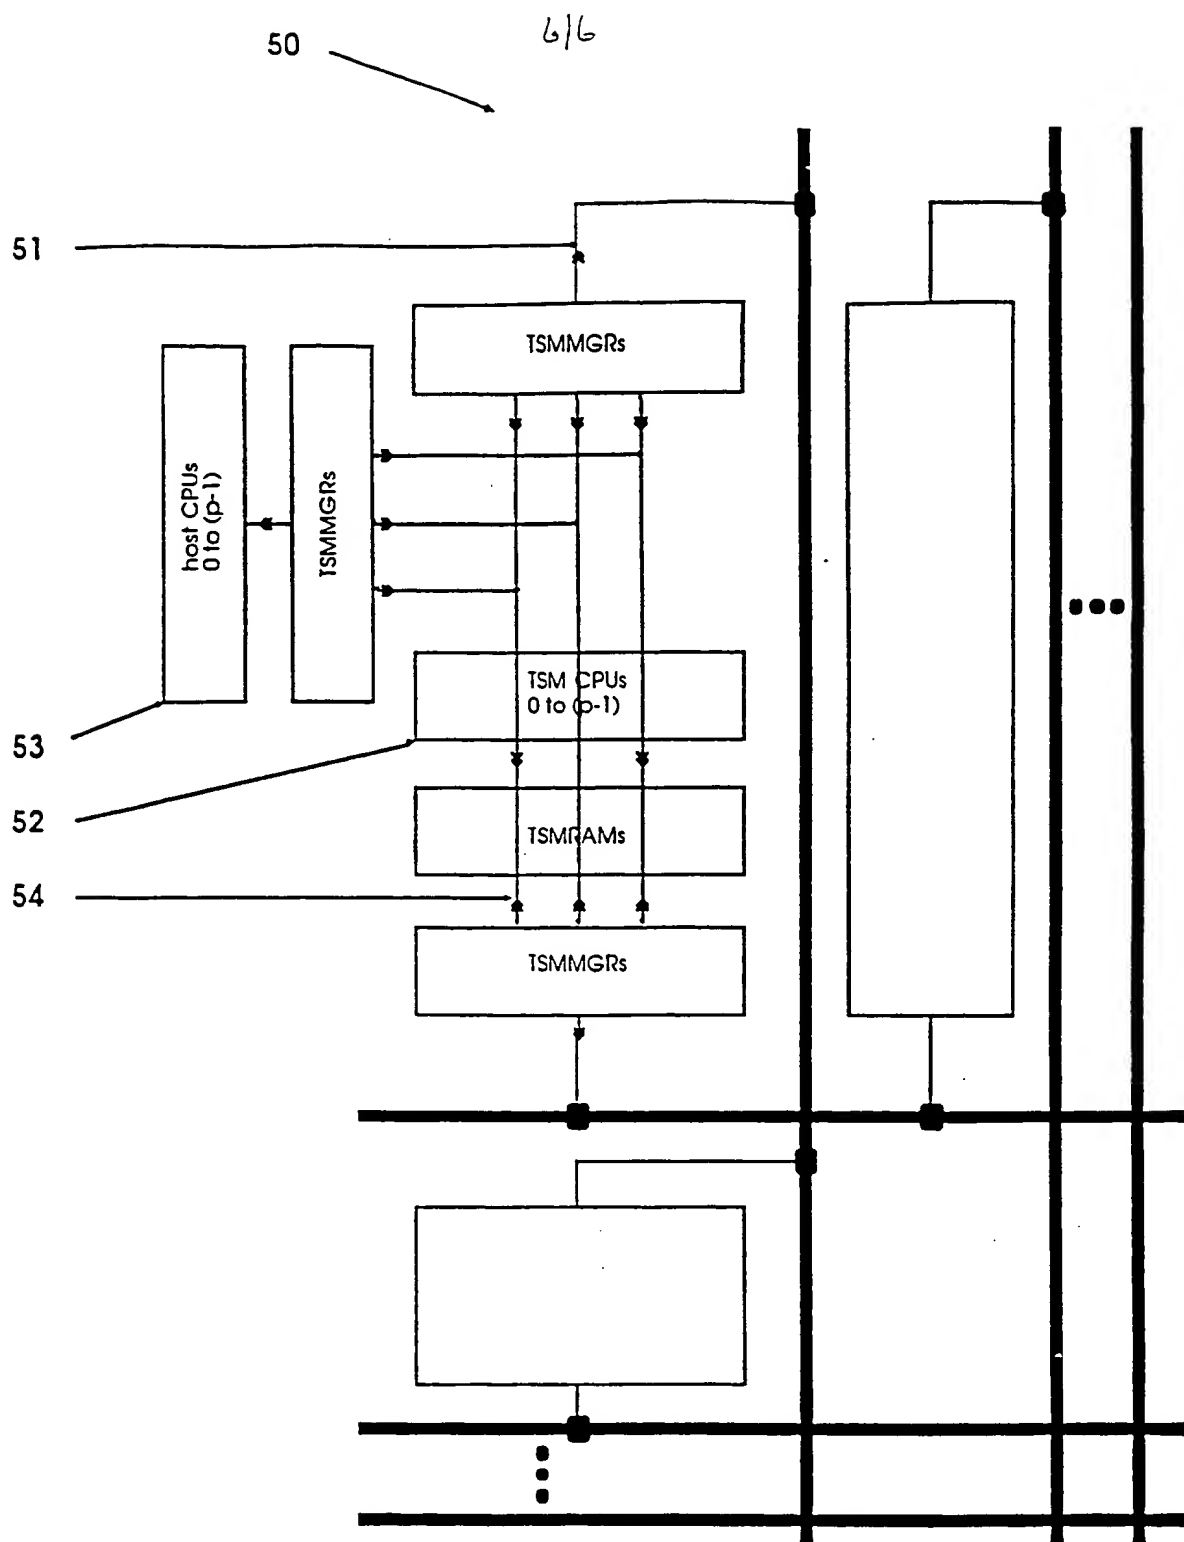 6/6
50
51
TSMMGRs
host CPUs
0 to (p-1)
TSMMGRs
TSM CPUs
0 to (p-1)
53
52
TSMRAMs
54
TSMMGRs